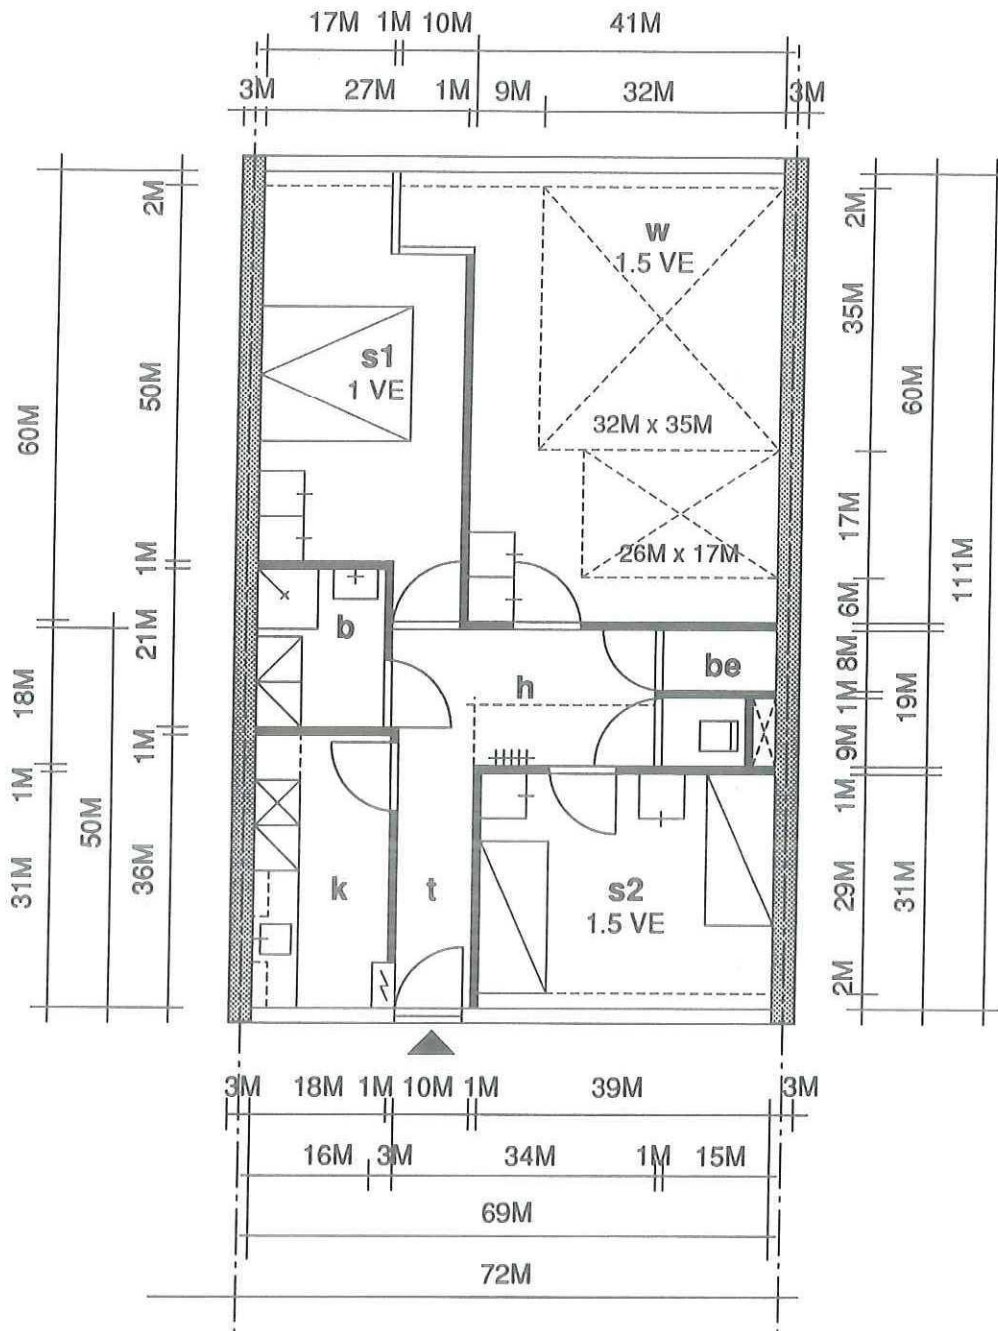 17M 1M 10M 41M
3M 27M 1M 9M 32M 3M
2M
50M
60M
1M
21M
18M
1M
1M
50M
36M
31M
w
1.5 VE
s1
1 VE
32M x 35M
26M x 17M
b
be
h
k
t
s2
1.5 VE
2M
35M
60M
17M
111M
6M
8M
1M
19M
9M
1M
29M
31M
2M
3M 18M 1M 10M 1M 39M 3M
16M 3M 34M 1M 15M
69M
72M